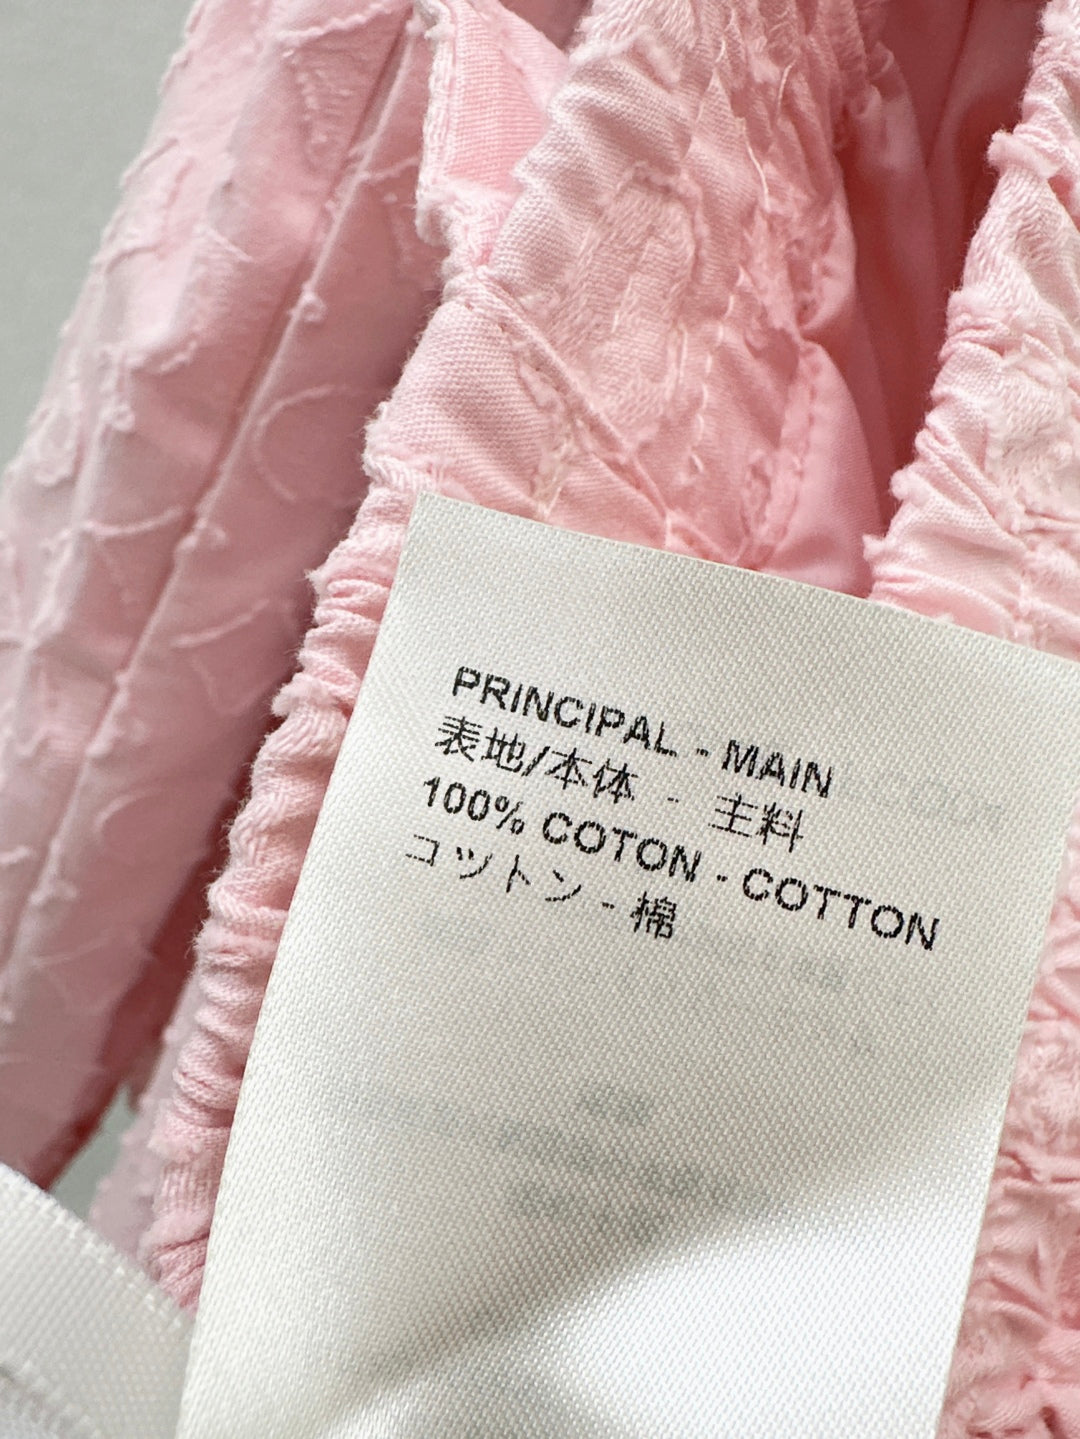 PRINCIPAL - MAIN
表地/本体 - 主料
100% COTON - COTTON
コットン - 棉